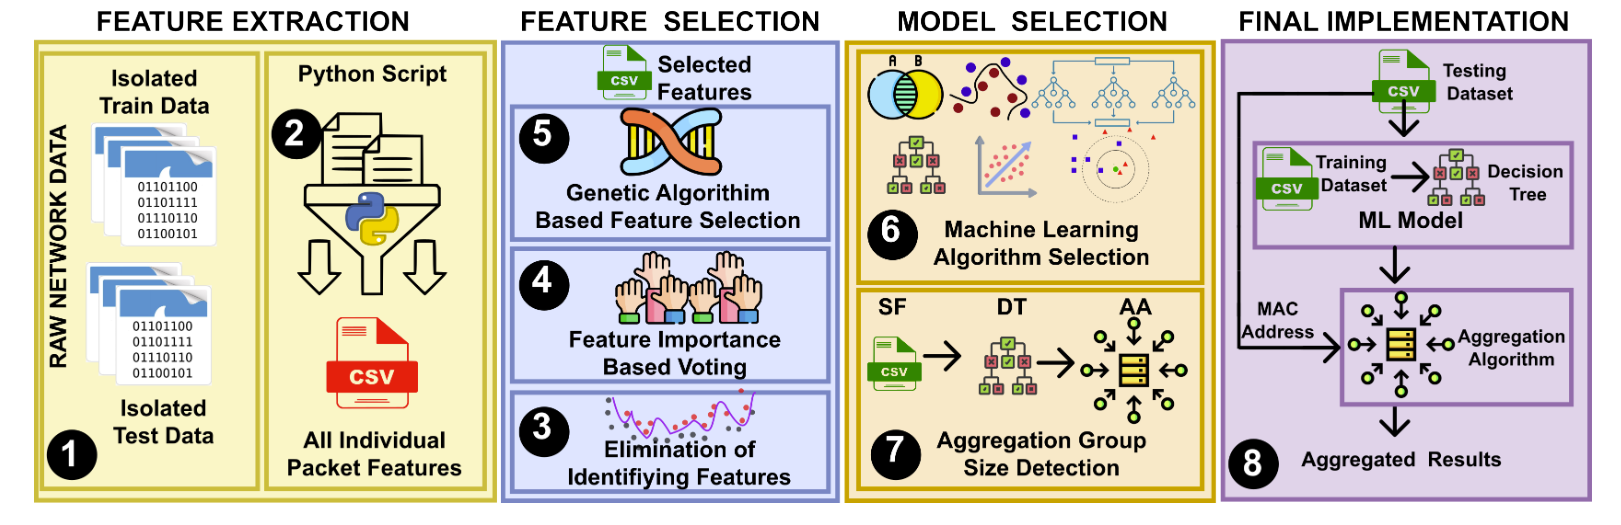 FEATURE EXTRACTION
RAW NETWORK DATA
Isolated
Train Data
01101100
01101111
01110110
01100101
01101100
01101111
01110110
01100101
Isolated
Test Data
1
Python Script
2
CSV
All Individual
Packet Features
FEATURE SELECTION
CSV
Selected
Features
5
Genetic Algorithim
Based Feature Selection
4
Feature Importance
Based Voting
3
Elimination of
Identifiying Features
MODEL SELECTION
A B
6
Machine Learning
Algorithm Selection
SF DT AA
CSV
7
Aggregation Group
Size Detection
FINAL IMPLEMENTATION
CSV
Testing
Dataset
CSV
Training
Dataset
Decision
Tree
ML Model
MAC
Address
Aggregation
Algorithm
8
Aggregated Results